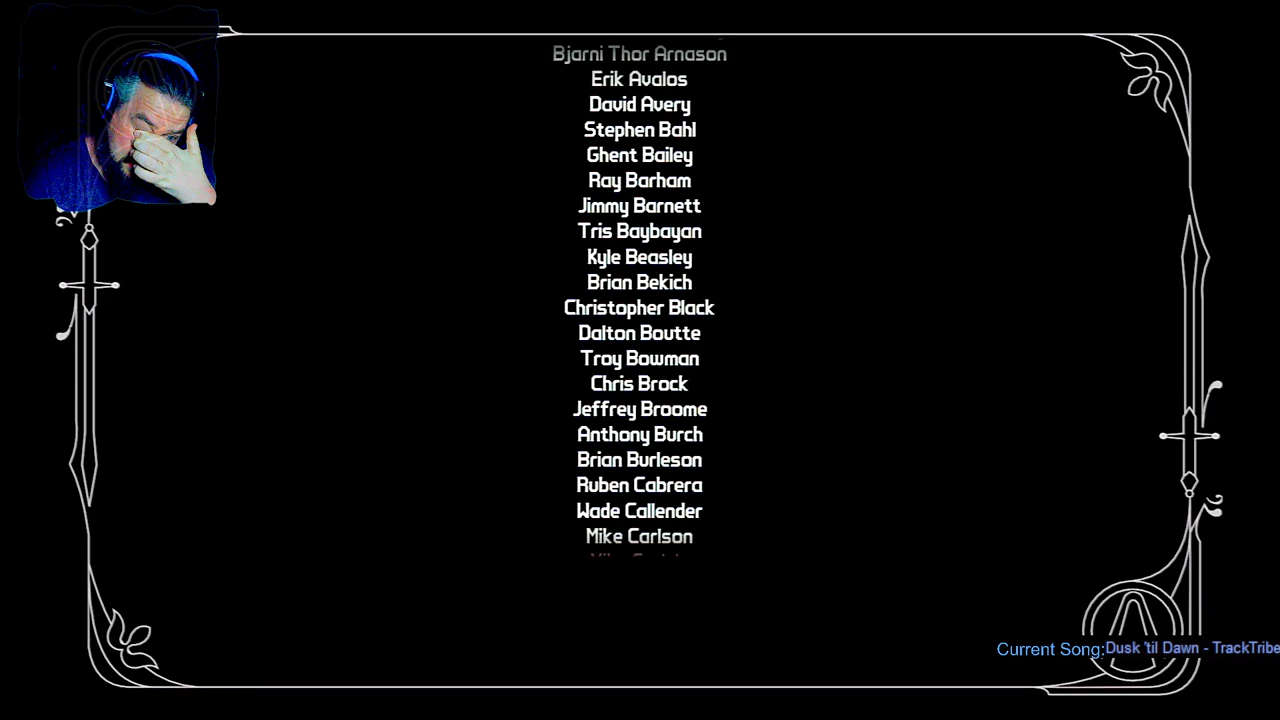 Bjarni Thor Arnason
Erik Avalos
David Avery
Stephen Bahl
Ghent Bailey
Ray Barham
Jimmy Barnett
Tris Baybayan
Kyle Beasley
Brian Bekich
Christopher Black
Dalton Boutte
Troy Bowman
Chris Brock
Jeffrey Broome
Anthony Burch
Brian Burleson
Ruben Cabrera
Wade Callender
Mike Carlson
Current Song:Dusk 'til Dawn - TrackTribe